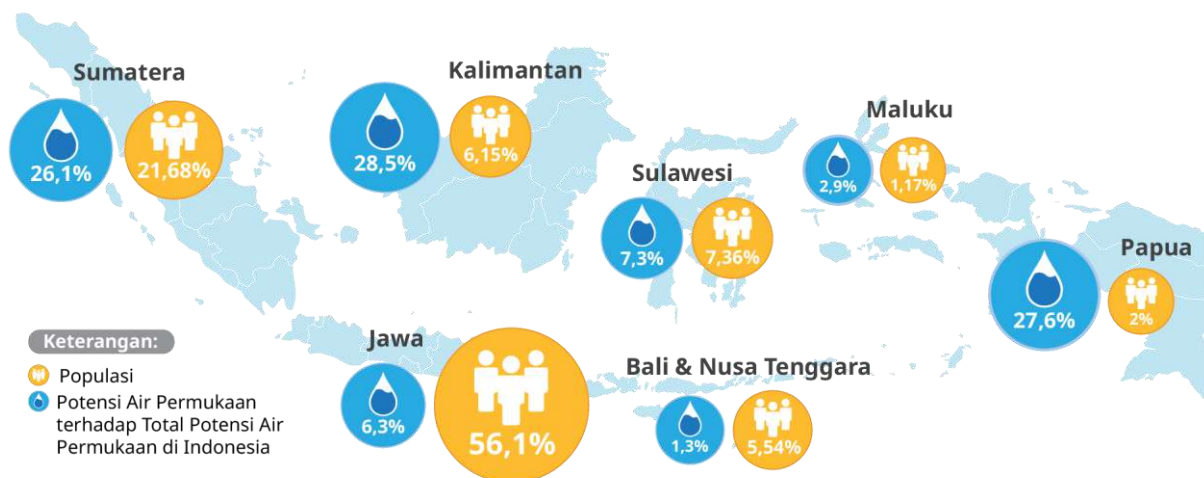 Sumatera
26,1%
21,68%
Kalimantan
28,5%
6,15%
Sulawesi
7,3%
7,36%
Maluku
2,9%
1,17%
Papua
27,6%
2%
Jawa
6,3%
56,1%
Bali & Nusa Tenggara
1,3%
5,54%
Keterangan:
Populasi
Potensi Air Permukaan
terhadap Total Potensi Air
Permukaan di Indonesia